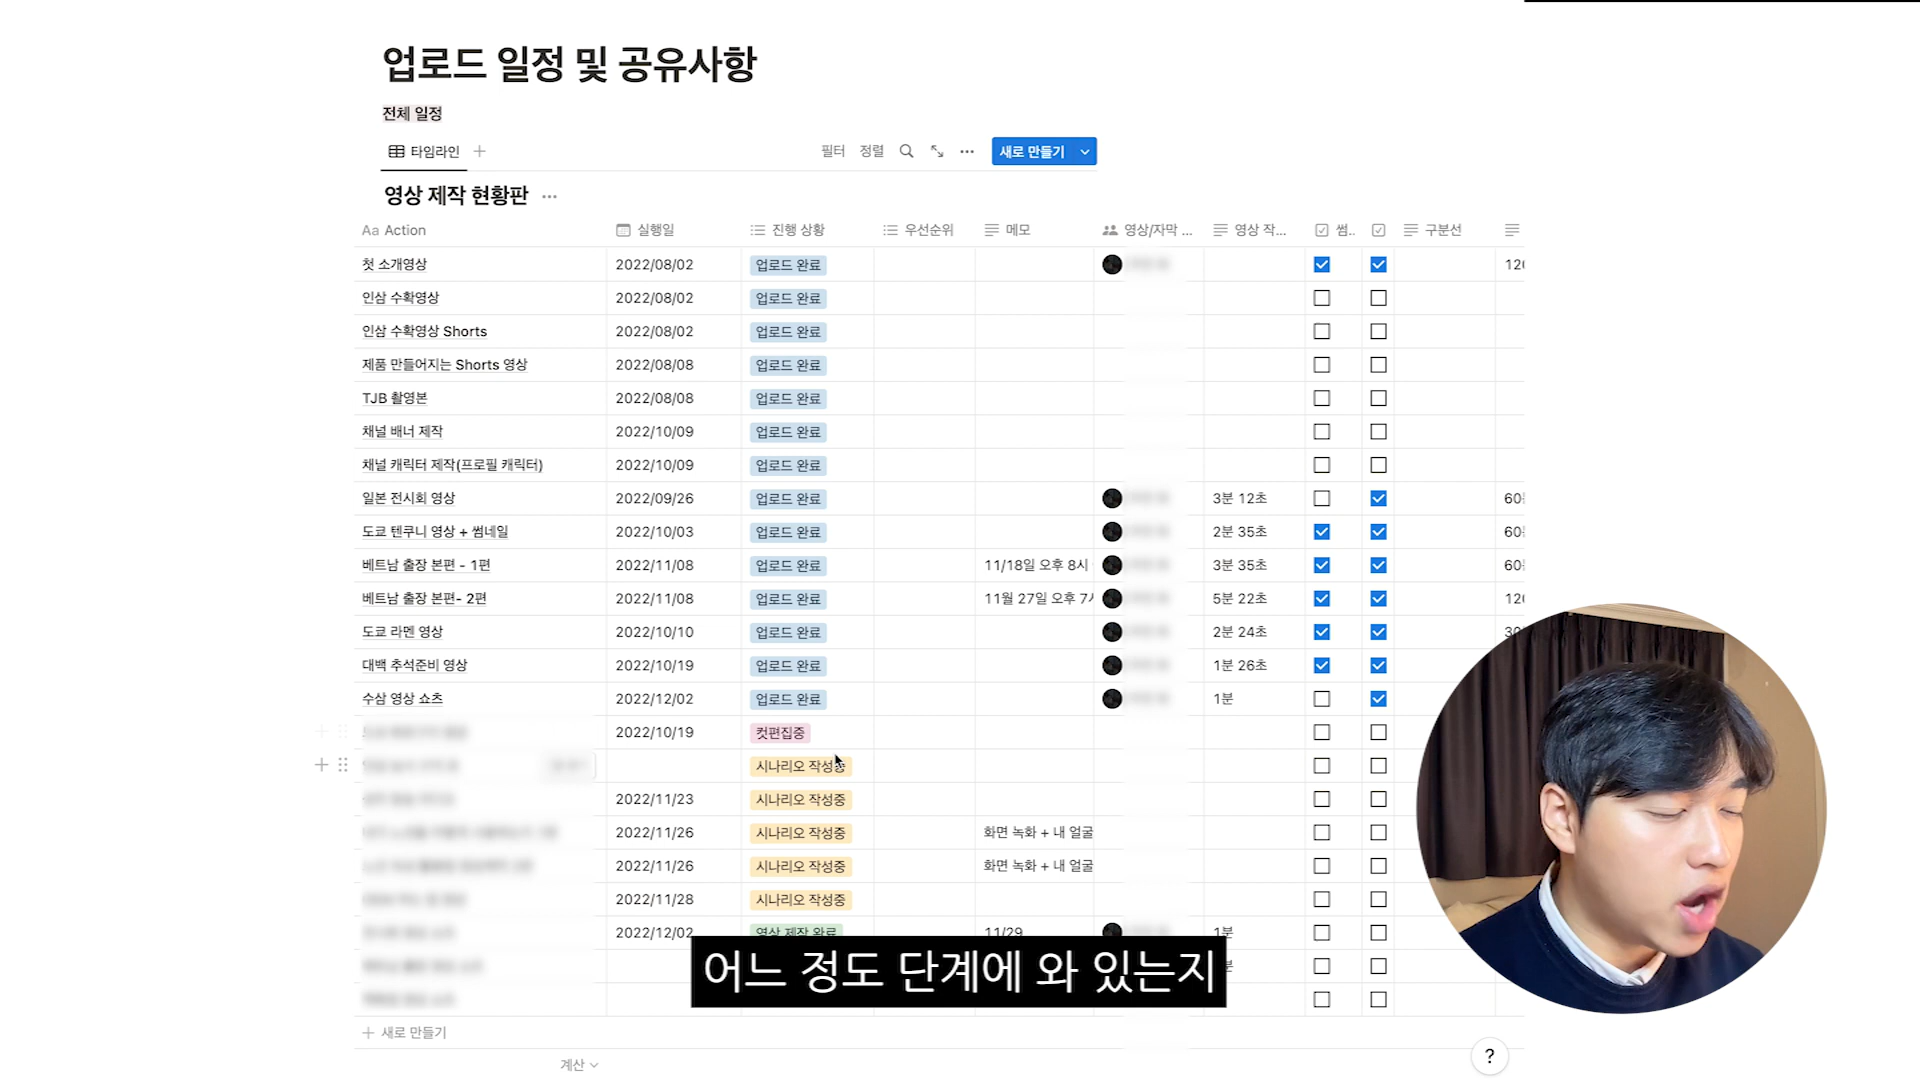 업로드 일정 및 공유사항
전체 일정
타임라인
필터 정렬 새로 만들기
영상 제작 현황판
Aa Action 실행일 진행 상황 우선순위 메모 영상/자막 ... 영상 작... 썸.. 구분선
첫 소개영상 2022/08/02 업로드 완료
인삼 수확영상 2022/08/02 업로드 완료
인삼 수확영상 Shorts 2022/08/02 업로드 완료
제품 만들어지는 Shorts 영상 2022/08/08 업로드 완료
TJB 촬영본 2022/08/08 업로드 완료
채널 배너 제작 2022/10/09 업로드 완료
채널 캐릭터 제작(프로필 캐릭터) 2022/10/09 업로드 완료
일본 전시회 영상 2022/09/26 업로드 완료 3분 12초
도쿄 텐쿠니 영상 + 썸네일 2022/10/03 업로드 완료 2분 35초
베트남 출장 본편 - 1편 2022/11/08 업로드 완료 11/18일 오후 8시 3분 35초
베트남 출장 본편- 2편 2022/11/08 업로드 완료 11월 27일 오후 5분 22초
도쿄 라멘 영상 2022/10/10 업로드 완료 2분 24초
대백 추석준비 영상 2022/10/19 업로드 완료 1분 26초
수삼 영상 쇼츠 2022/12/02 업로드 완료 1분
2022/10/19 컷편집중
시나리오 작성중
2022/11/23 시나리오 작성중
2022/11/26 시나리오 작성중 화면 녹화 + 내 얼굴
2022/11/26 시나리오 작성중 화면 녹화 + 내 얼굴
2022/11/28 시나리오 작성중
2022/12/02 영상 제작 완료 11/29 1분
어느 정도 단계에 와 있는지
새로 만들기
계산
?